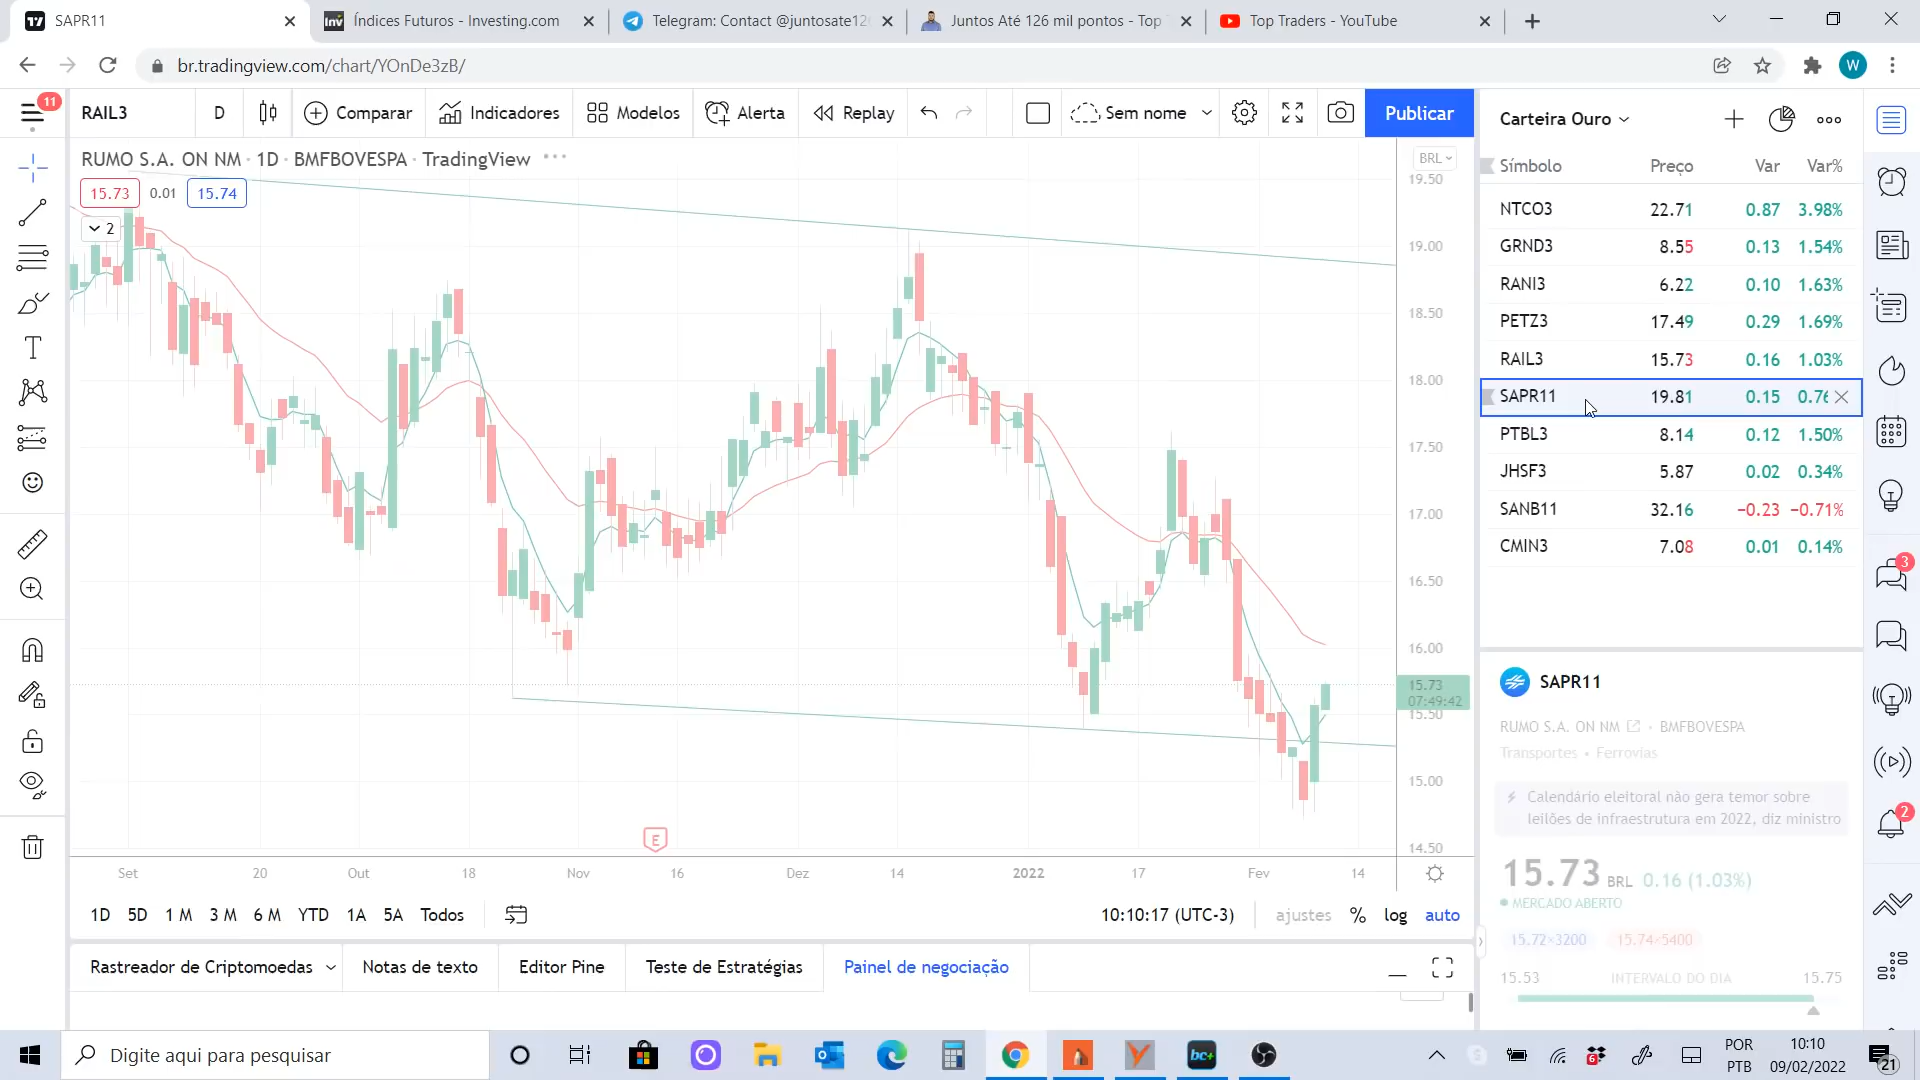 SAPR11
Índices Futuros - Investing.com
Telegram: Contact @juntosate126
Juntos Até 126 mil pontos - Top T
Top Traders - YouTube
br.tradingview.com/chart/YOnDe3zB/
W
11
RAIL3
D
Comparar
Indicadores
Modelos
Alerta
Replay
Sem nome
Publicar
RUMO S.A. ON NM · 1D · BMFBOVESPA · TradingView
15.73
0.01
15.74
2
BRL
19.50
19.00
18.50
18.00
17.50
17.00
16.50
16.00
15.73
07:49:42
15.50
15.00
14.50
E
Set
20
Out
18
Nov
16
Dez
14
2022
17
Fev
14
1D 5D 1 M 3 M 6 M YTD 1A 5A Todos
10:10:17 (UTC-3)
ajustes % log auto
Rastreador de Criptomoedas
Notas de texto
Editor Pine
Teste de Estratégias
Painel de negociação
Carteira Ouro
Símbolo Preço Var Var%
NTCO3 22.71 0.87 3.98%
GRND3 8.55 0.13 1.54%
RANI3 6.22 0.10 1.63%
PETZ3 17.49 0.29 1.69%
RAIL3 15.73 0.16 1.03%
SAPR11 19.81 0.15 0.76
PTBL3 8.14 0.12 1.50%
JHSF3 5.87 0.02 0.34%
SANB11 32.16 −0.23 −0.71%
CMIN3 7.08 0.01 0.14%
SAPR11
RUMO S.A. ON NM · BMFBOVESPA
Transportes • Ferrovias
Calendário eleitoral não gera temor sobre
leilões de infraestrutura em 2022, diz ministro
15.73 BRL 0.16 (1.03%)
MERCADO ABERTO
15.72×3200 15.74×5400
15.53 INTERVALO DO DIA 15.75
3
2
Digite aqui para pesquisar
bc+
6
POR
PTB
10:10
09/02/2022
21